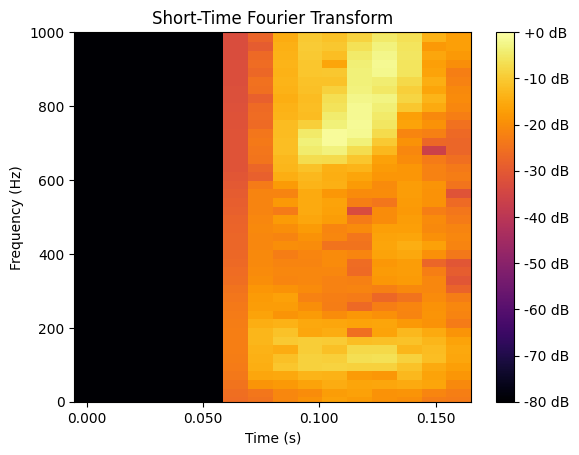 Short-Time Fourier Transform
1000
800
600
400
200
0
Frequency (Hz)
0.000
0.050
0.100
0.150
Time (s)
+0 dB
-10 dB
-20 dB
-30 dB
-40 dB
-50 dB
-60 dB
-70 dB
-80 dB